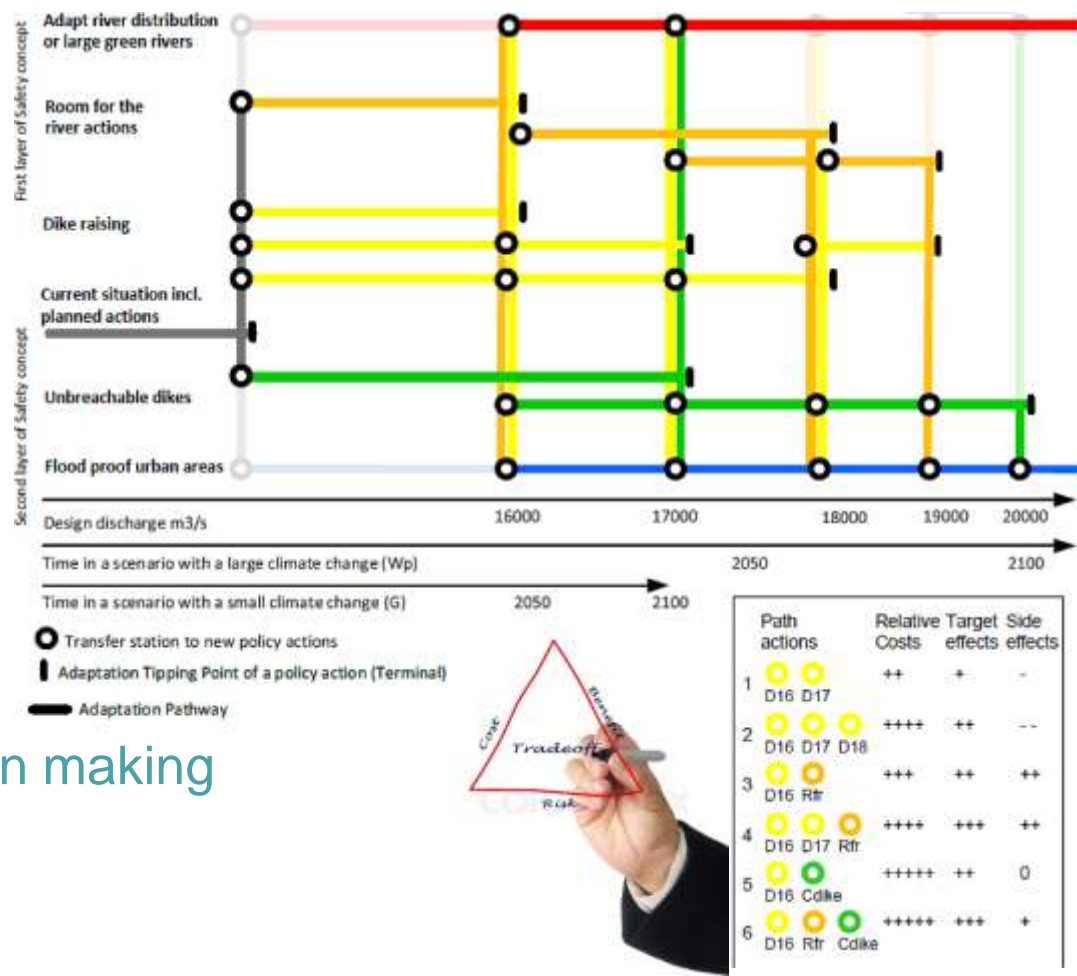 First layer of Safety concept
Adapt river distribution
or large green rivers
Room for the
river actions
Dike raising
Current situation incl.
planned actions
Second layer of Safety concept
Unbreachable dikes
Flood proof urban areas
Design discharge m3/s 16000 17000 18000 19000 20000
Time in a scenario with a large climate change (Wp) 2050 2100
Time in a scenario with a small climate change (G) 2050 2100
Transfer station to new policy actions
Adaptation Tipping Point of a policy action (Terminal)
Adaptation Pathway
n making
Cost
Benefit
Tradeoff
Risk
Path Relative Target Side
actions Costs effects effects
1 ++ + -
D16 D17
2 ++++ ++ - -
D16 D17 D18
3 +++ ++ ++
D16 Rfr
4 ++++ +++ ++
D16 D17 Rfr
5 +++++ ++ 0
D16 Cdike
6 +++++ +++ +
D16 Rfr Cdike